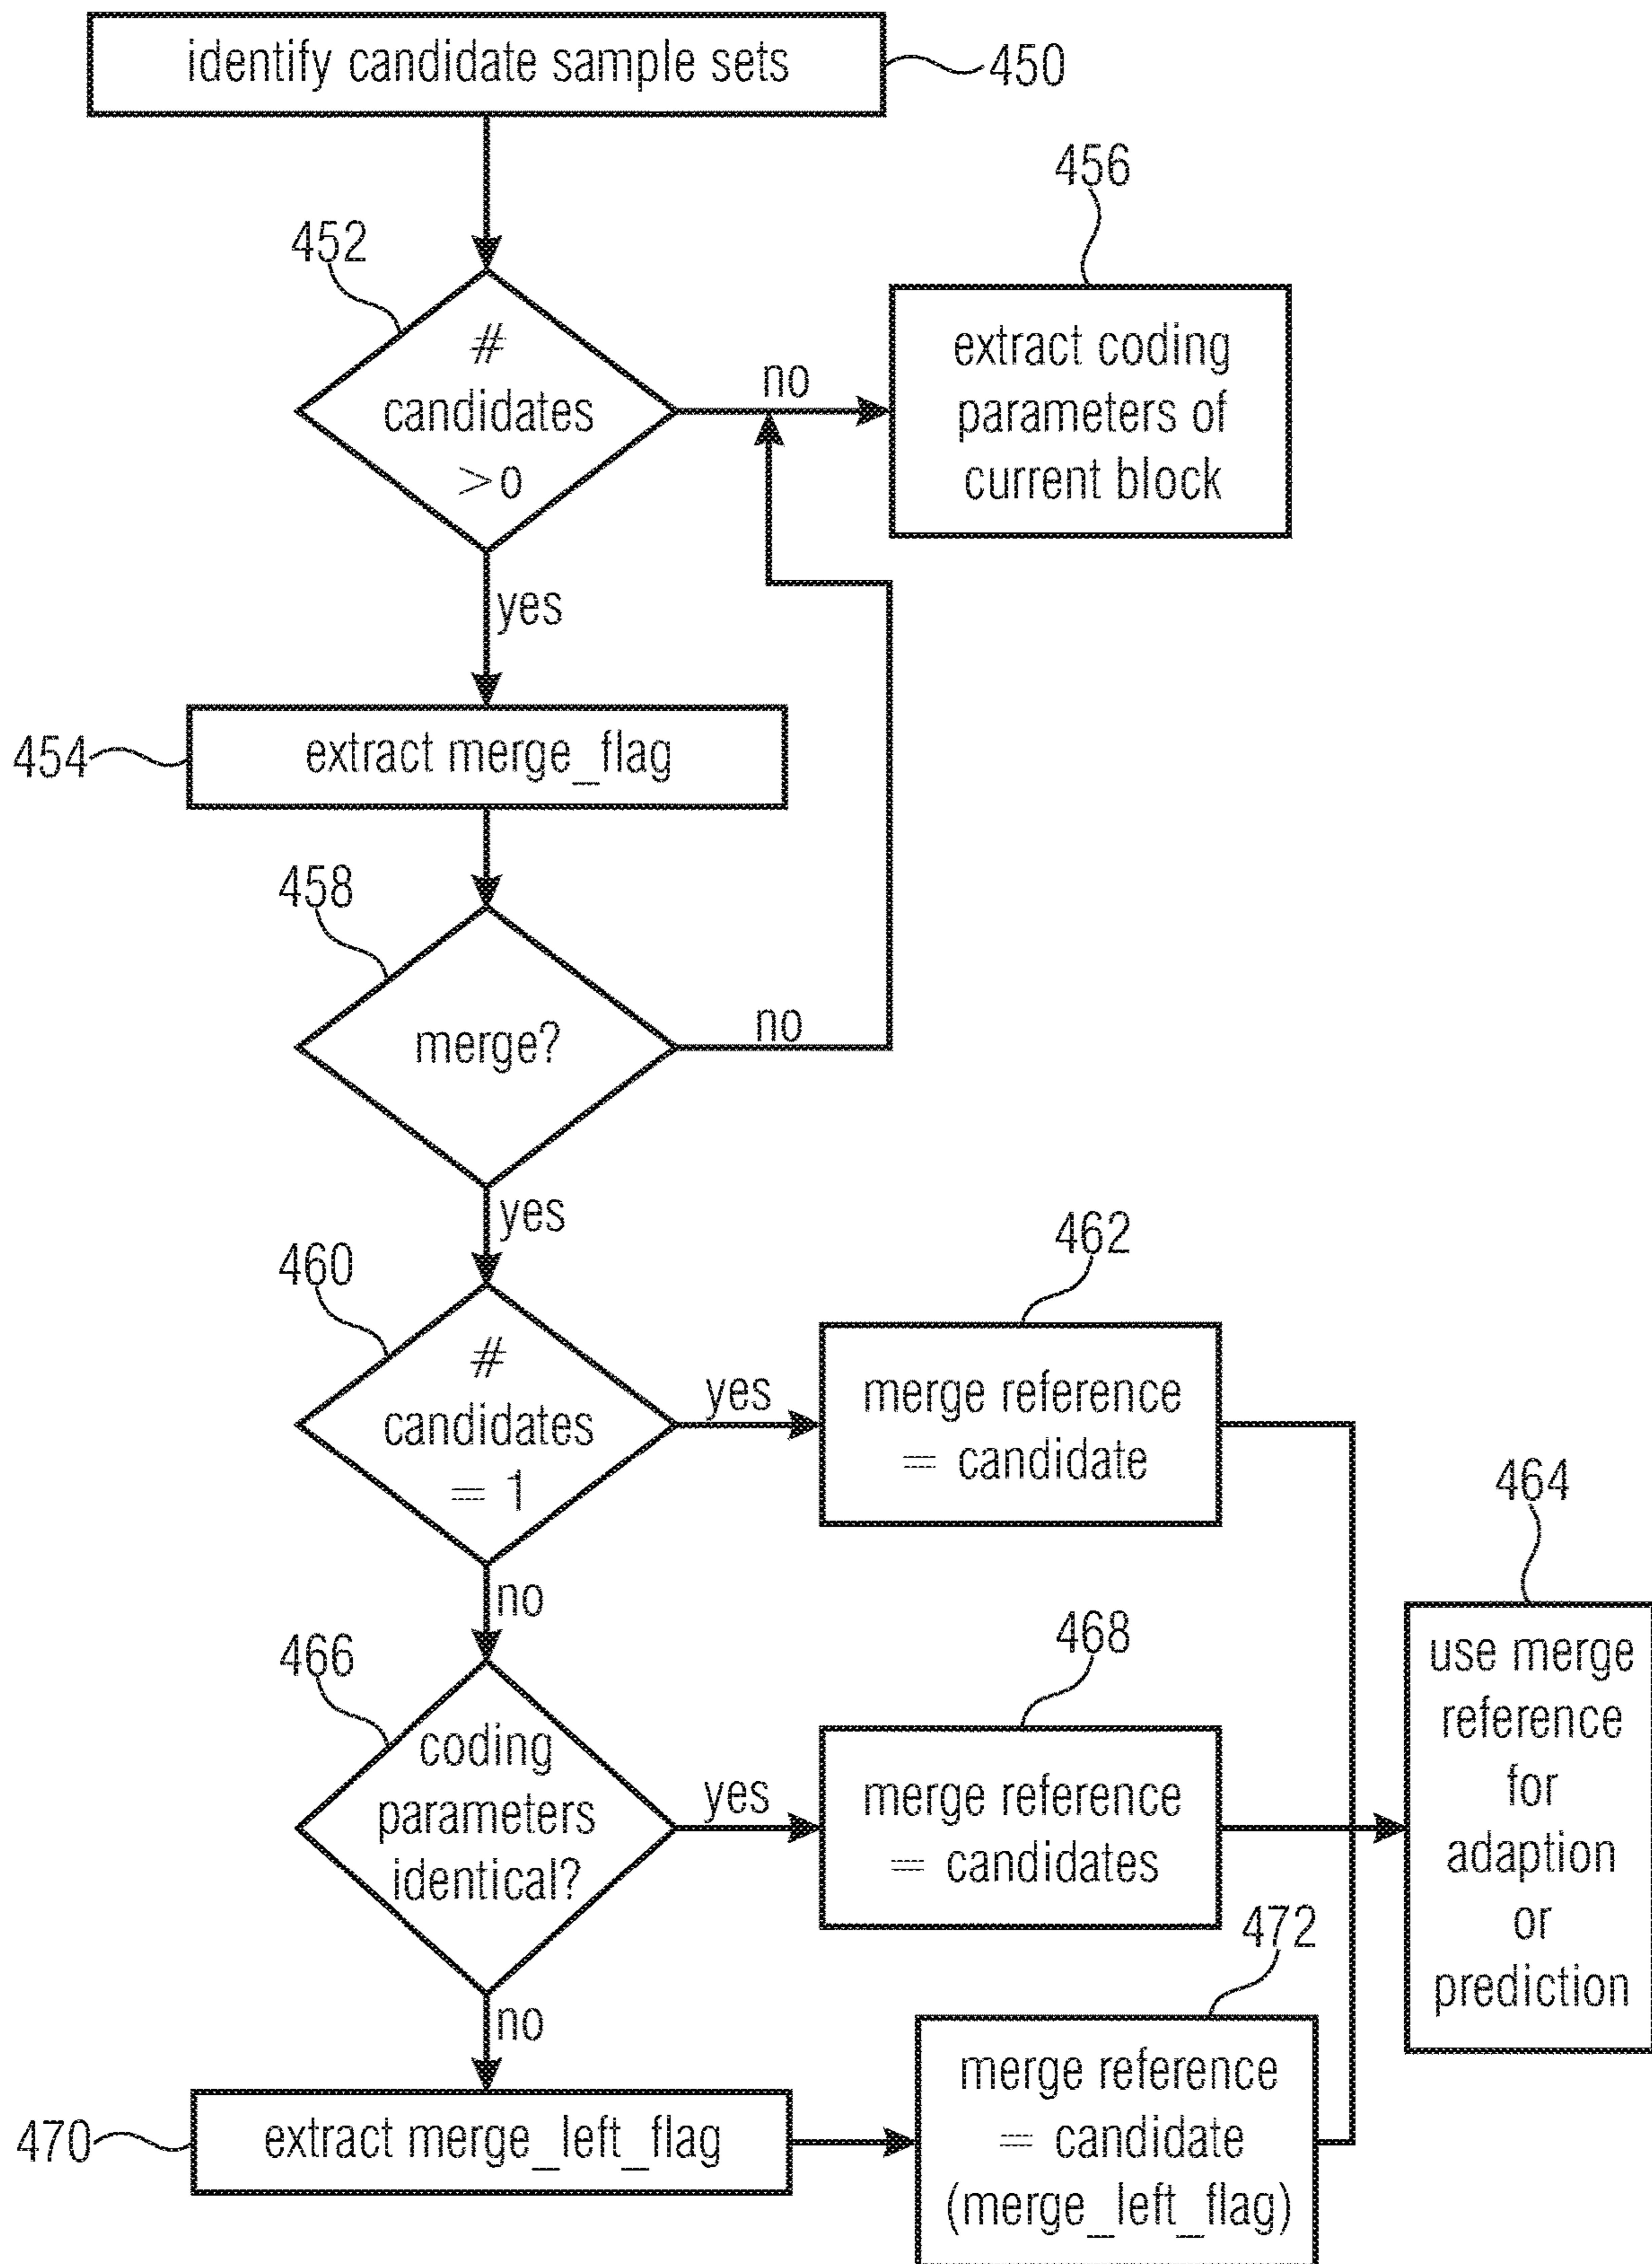 identify candidate sample sets
450
456
452
#
candidates
>0
no
extract coding
parameters of
current block
yes
454
extract merge_flag
458
merge?
no
yes
460
462
#
candidates
== 1
yes
merge reference
== candidate
464
no
466
468
coding
parameters
identical?
yes
merge reference
== candidates
use merge
reference
for
adaption
or
prediction
472
no
470
extract merge_left_flag
merge reference
== candidate
(merge_left_flag)